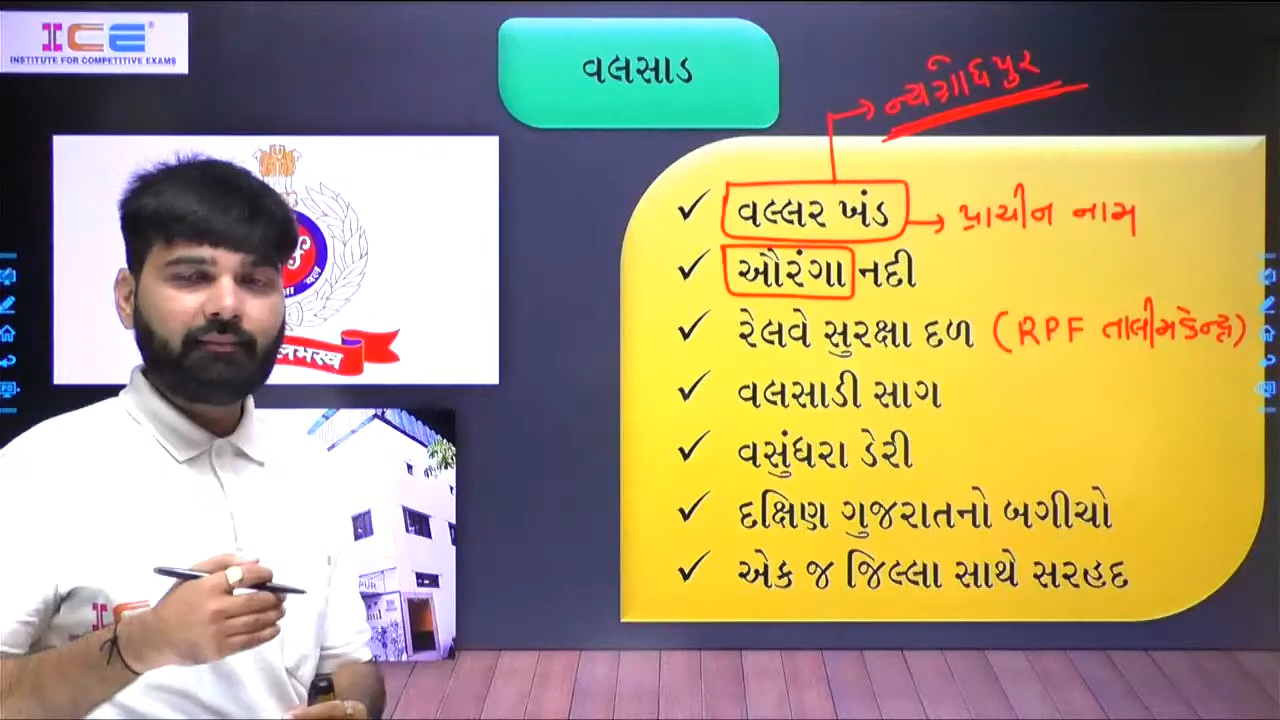 ICE
INSTITUTE FOR COMPETITIVE EXAMS
વલસાડ
ન્યગ્રોધપુર
વલ્લર ખંડ → પ્રાચીન નામ
ઔરંગા નદી
રેલવે સુરક્ષા દળ (RPF તાલીમકેન્દ્ર)
વલસાડી સાગ
વસુંધરા ડેરી
દક્ષિણ ગુજરાતનો બગીચો
એક જ જિલ્લા સાથે સરહદ